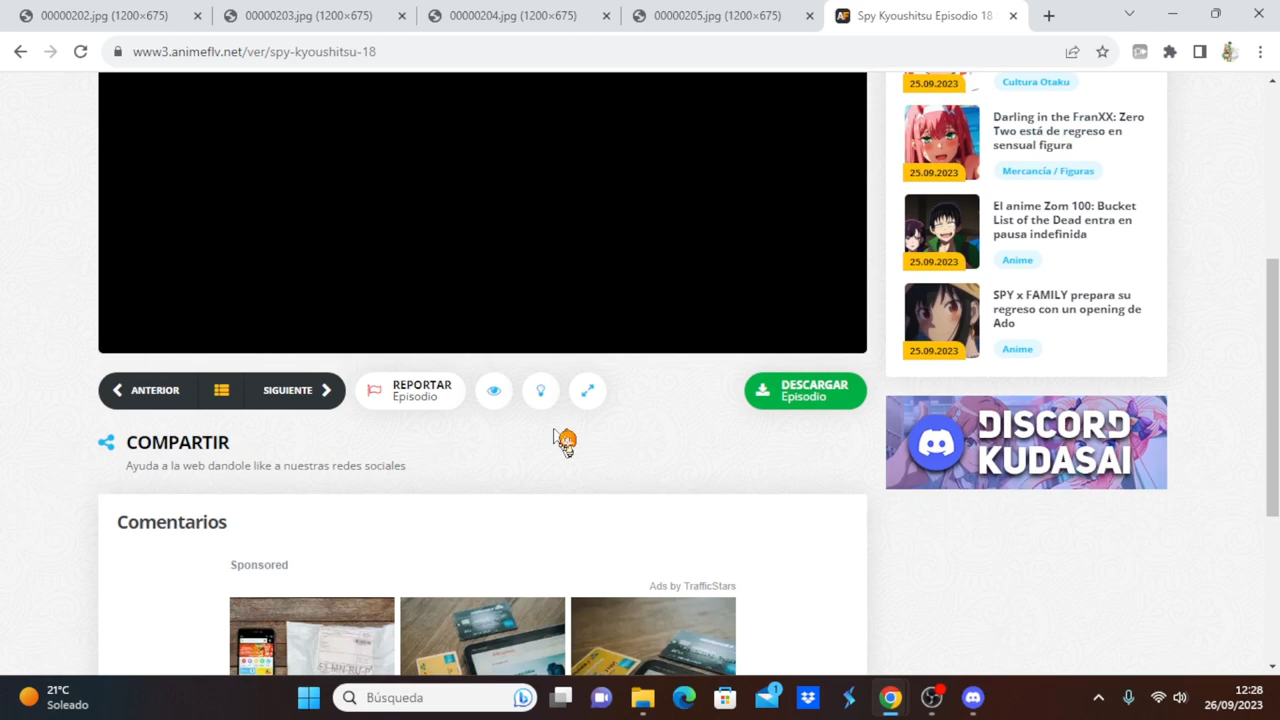 00000202.jpg (1200×675)
00000203.jpg (1200×675)
00000204.jpg (1200×675)
00000205.jpg (1200×675)
Spy Kyoushitsu Episodio 18
www3.animeflv.net/ver/spy-kyoushitsu-18
25.09.2023
Cultura Otaku
Darling in the FranXX: Zero
Two está de regreso en
sensual figura
25.09.2023
Mercancía / Figuras
El anime Zom 100: Bucket
List of the Dead entra en
pausa indefinida
25.09.2023
Anime
SPY x FAMILY prepara su
regreso con un opening de
Ado
25.09.2023
Anime
ANTERIOR
SIGUIENTE
REPORTAR
Episodio
DESCARGAR
Episodio
COMPARTIR
Ayuda a la web dandole like a nuestras redes sociales
DISCORD
KUDASAI
Comentarios
Sponsored
Ads by TrafficStars
21°C
Soleado
Búsqueda
1
12:28
26/09/2023